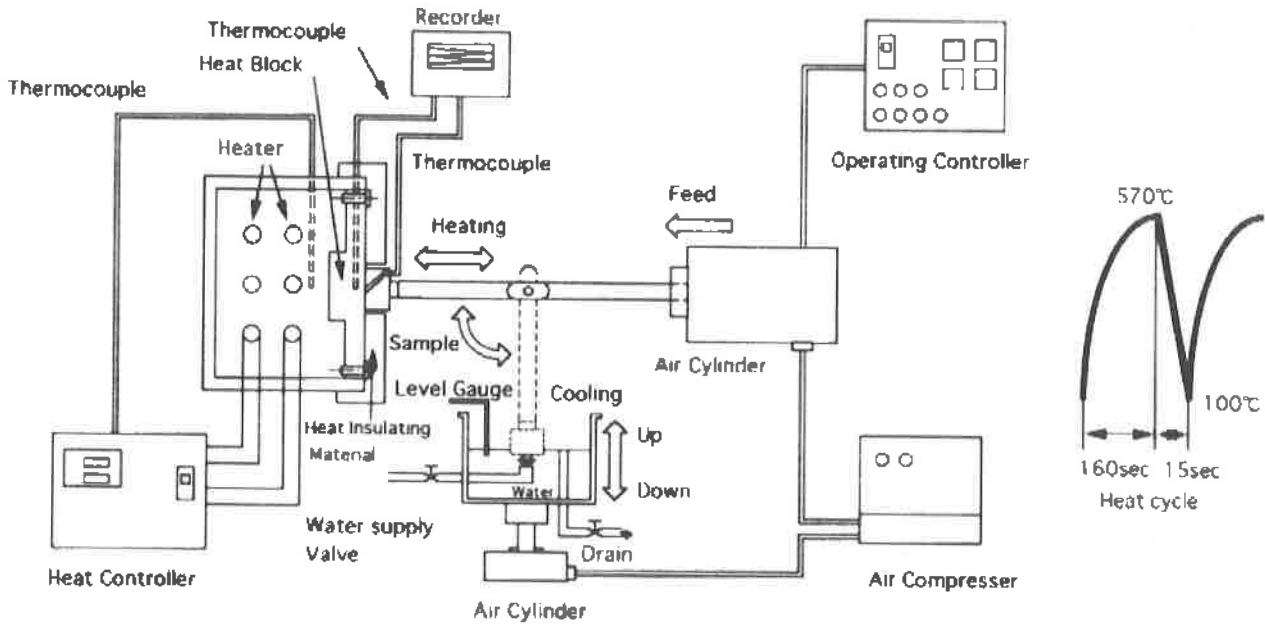 Recorder
Thermocouple
Heat Block
Thermocouple
Heater
Thermocouple
Operating Controller
Feed
Heating
570℃
Sample
Air Cylinder
Level Gauge
Cooling
100℃
Heat Insulating
Material
Up
Water
Down
160sec
15sec
Heat cycle
Water supply
Valve
Drain
Heat Controller
Air Compresser
Air Cylinder